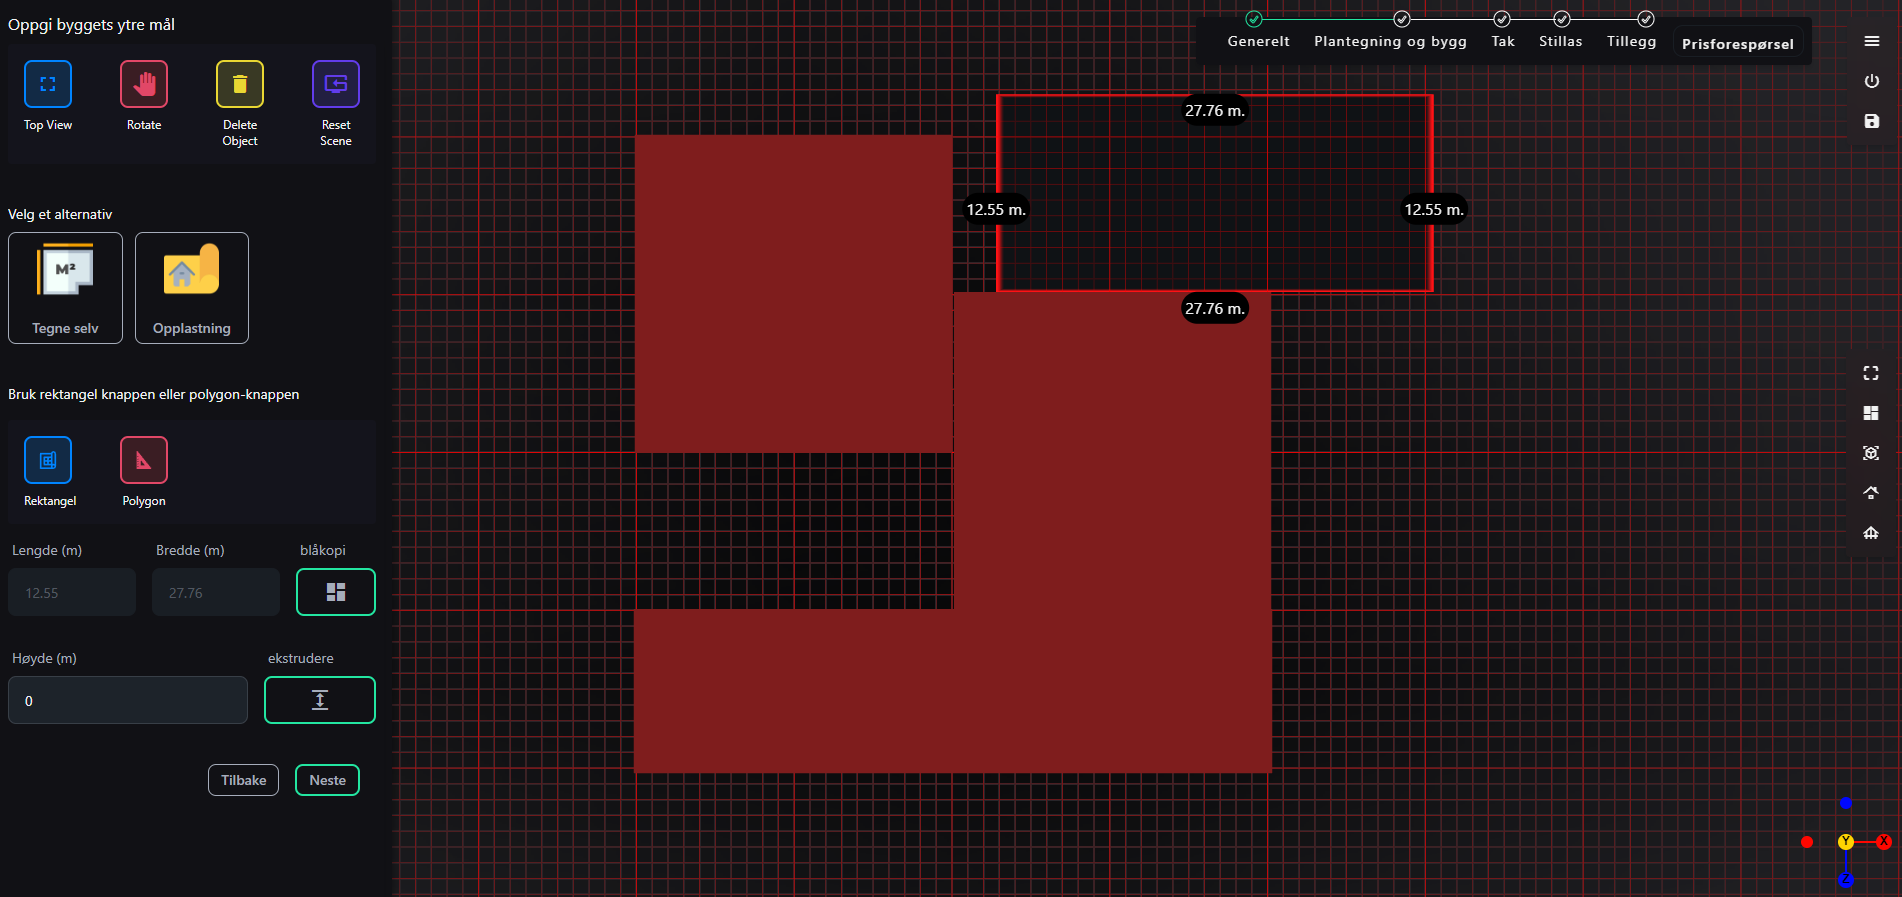 Oppgi byggets ytre mål
Top View
Rotate
Delete
Object
Reset
Scene
Velg et alternativ
M²
Tegne selv
Opplastning
Bruk rektangel knappen eller polygon-knappen
Rektangel
Polygon
Lengde (m)
Bredde (m)
blåkopi
12.55
27.76
Høyde (m)
ekstrudere
0
Tilbake
Neste
Generelt
Plantegning og bygg
Tak
Stillas
Tillegg
Prisforespørsel
27.76 m.
12.55 m.
12.55 m.
27.76 m.
Y
X
Z